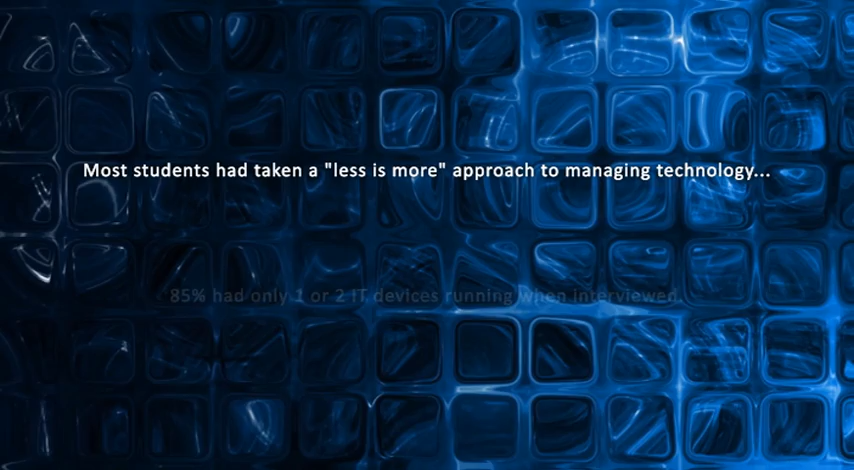 Most students had taken a "less is more" approach to managing technology...
85% had only 1 or 2 IT devices running when interviewed.